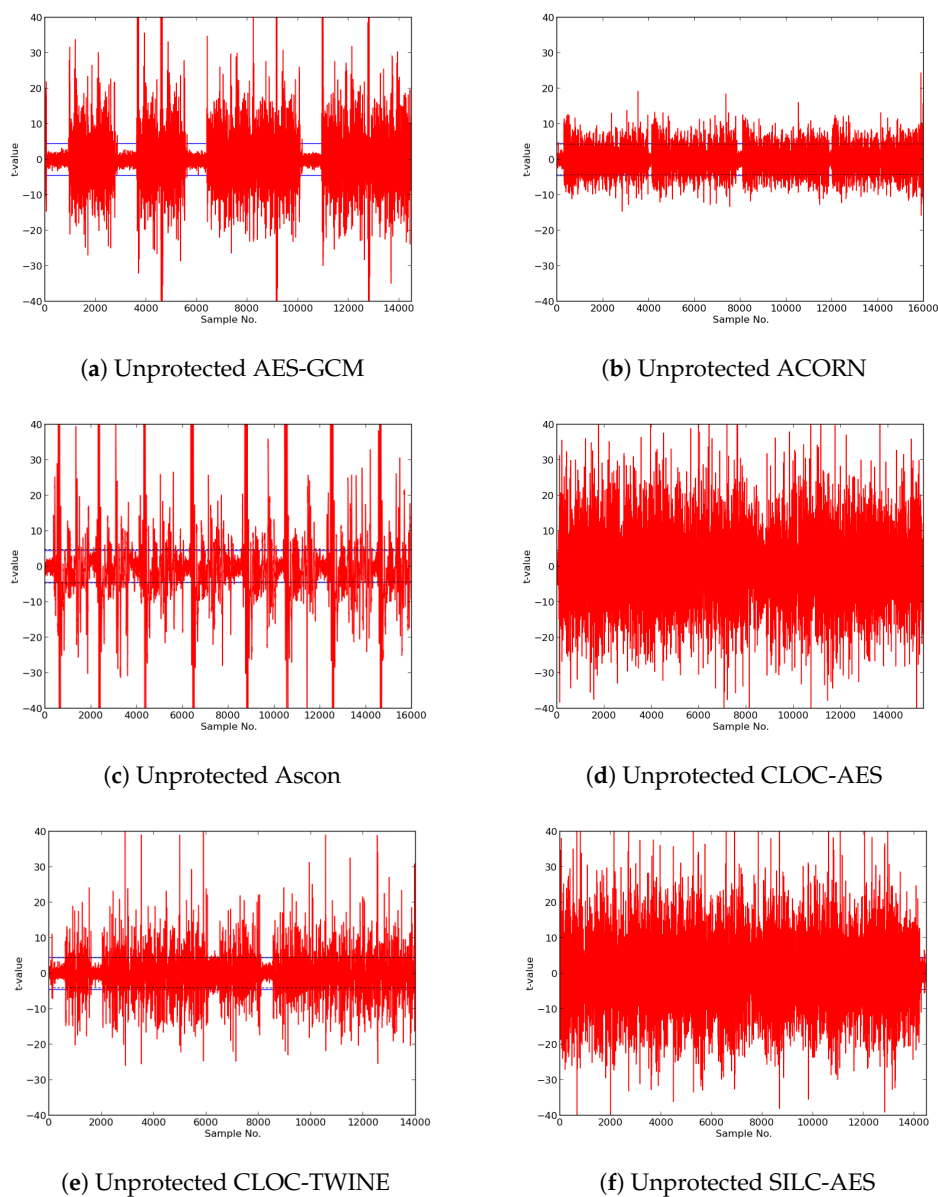 40
30
20
10
0
−10
−20
−30
−40
t-value
0 2000 4000 6000 8000 10000 12000 14000
Sample No.
(a) Unprotected AES-GCM
40
30
20
10
0
−10
−20
−30
−40
t-value
0 2000 4000 6000 8000 10000 12000 14000 16000
Sample No.
(b) Unprotected ACORN
40
30
20
10
0
−10
−20
−30
−40
t-value
0 2000 4000 6000 8000 10000 12000 14000 16000
Sample No.
(c) Unprotected Ascon
40
30
20
10
0
−10
−20
−30
−40
t-value
0 2000 4000 6000 8000 10000 12000 14000
Sample No.
(d) Unprotected CLOC-AES
40
30
20
10
0
−10
−20
−30
−40
t-value
0 2000 4000 6000 8000 10000 12000 14000
Sample No.
(e) Unprotected CLOC-TWINE
40
30
20
10
0
−10
−20
−30
−40
t-value
0 2000 4000 6000 8000 10000 12000 14000
Sample No.
(f) Unprotected SILC-AES